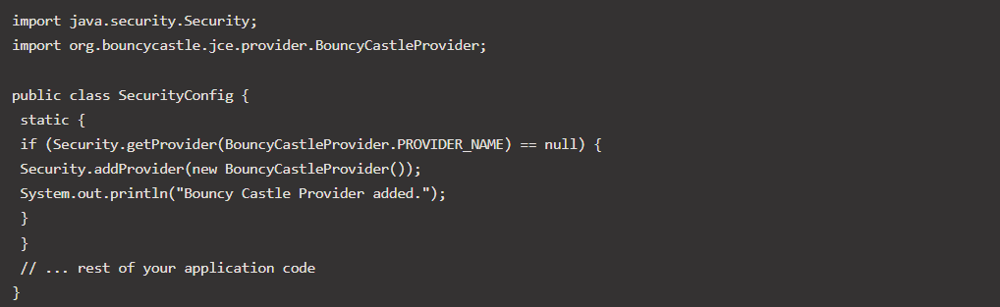 import java.security.Security;
import org.bouncycastle.jce.provider.BouncyCastleProvider;

public class SecurityConfig {
 static {
 if (Security.getProvider(BouncyCastleProvider.PROVIDER_NAME) == null) {
 Security.addProvider(new BouncyCastleProvider());
 System.out.println("Bouncy Castle Provider added.");
 }
 }
 // ... rest of your application code
}